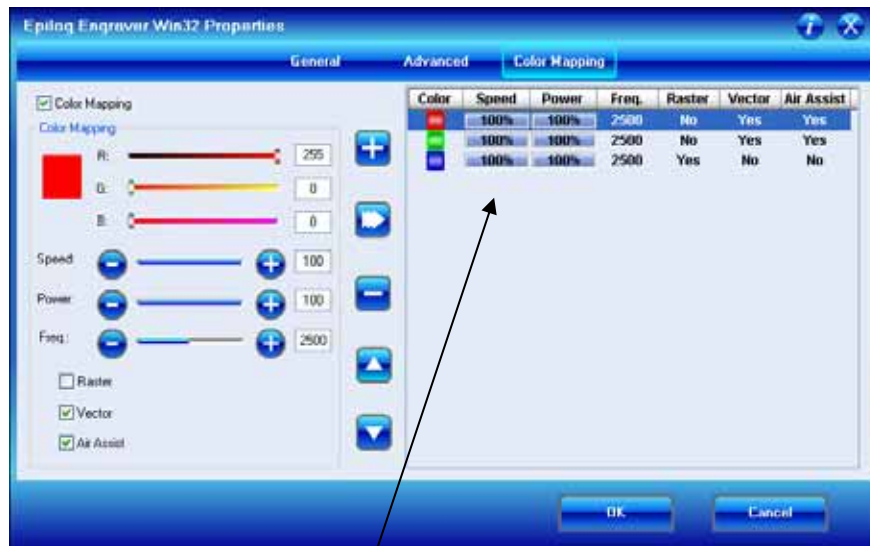 Epilog Engraver Win32 Properties
General Advanced Color Mapping
Color Mapping
Color Mapping
R: 255
G: 0
B: 0
Speed 100
Power 100
Freq.: 2500
Raster
Vector
Air Assist
Color Speed Power Freq. Raster Vector Air Assist
100% 100% 2500 No Yes Yes
100% 100% 2500 No Yes Yes
100% 100% 2500 Yes No No
OK Cancel